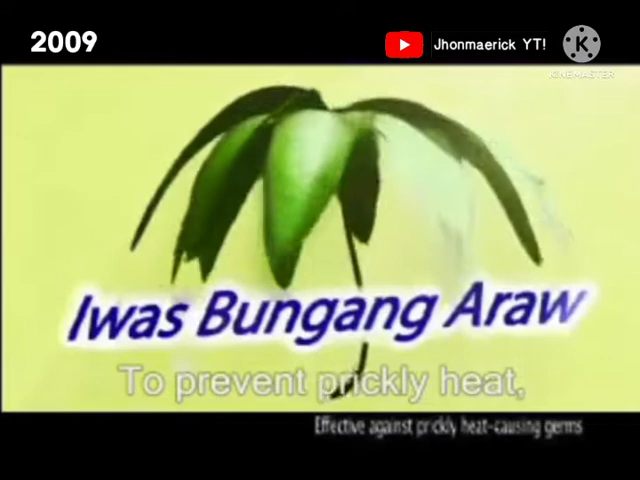 2009
Jhonmaerick YT!
KINEMASTER
Iwas Bungang Araw
To prevent prickly heat,
Effective against prickly heat-causing germs